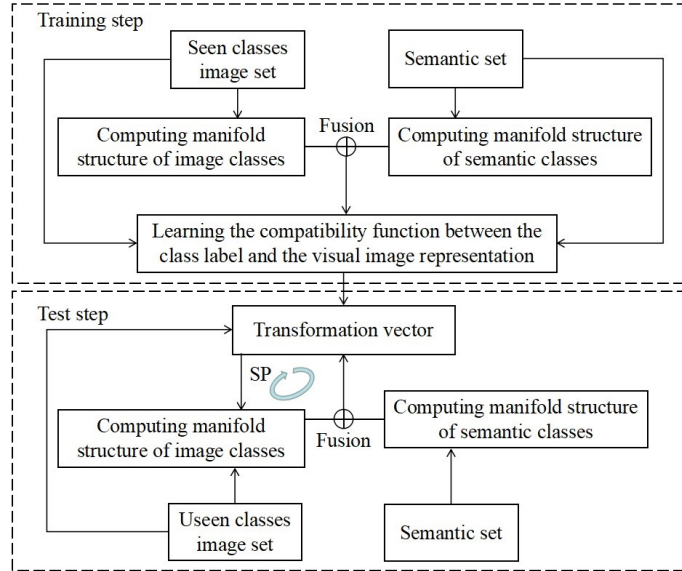 Training step
Seen classes
image set
Semantic set
Computing manifold
structure of image classes
Fusion
Computing manifold structure
of semantic classes
Learning the compatibility function between the
class label and the visual image representation
Test step
Transformation vector
SP
Computing manifold
structure of image classes
Fusion
Computing manifold structure
of semantic classes
Useen classes
image set
Semantic set